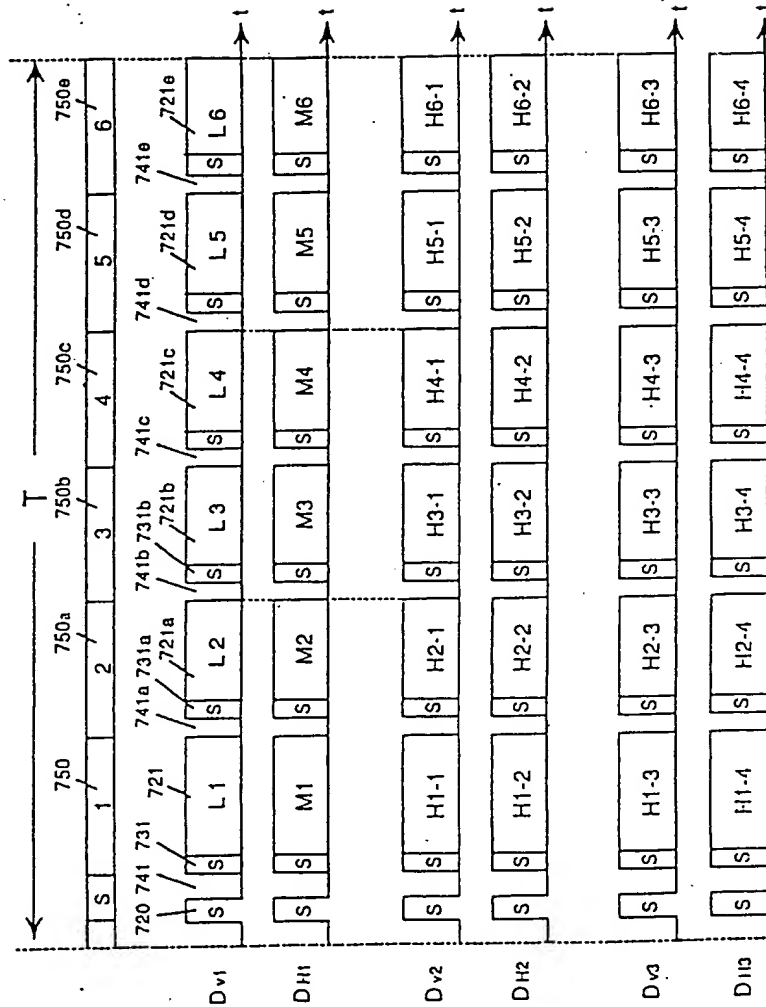 T
750 750a 750b 750c 750d 750e
S 1 2 3 4 5 6
720 741 731 721 741a 731a 721a 741b 731b 721b 741c 721c 741d 721d 741e 721e
Dv1 S S L1 S L2 S L3 S L4 S L5 S L6 t
DH1 S S M1 S M2 S M3 S M4 S M5 S M6 t
Dv2 S S H1-1 S H2-1 S H3-1 S H4-1 S H5-1 S H6-1 t
DH2 S S H1-2 S H2-2 S H3-2 S H4-2 S H5-2 S H6-2 t
Dv3 S S H1-3 S H2-3 S H3-3 S H4-3 S H5-3 S H6-3 t
DH3 S S H1-4 S H2-4 S H3-4 S H4-4 S H5-4 S H6-4